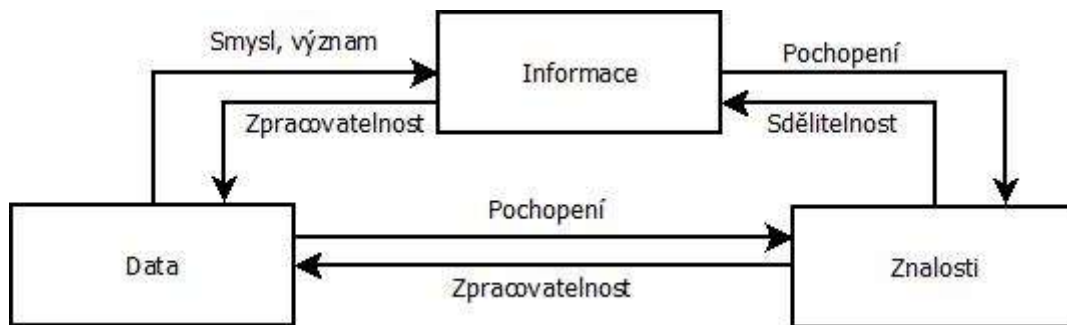 Smysl, význam
Informace
Pochopení
Zpracovatelnost
Sdělitelnost
Pochopení
Data
Znalosti
Zpracovatelnost